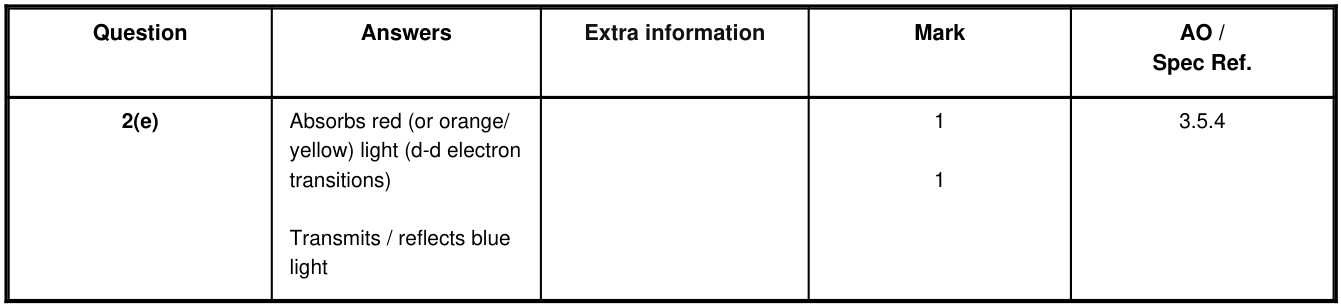 Question Answers Extra information Mark AO /
Spec Ref.
2(e) Absorbs red (or orange/ 1 3.5.4
yellow) light (d-d electron
transitions) 1
Transmits / reflects blue
light